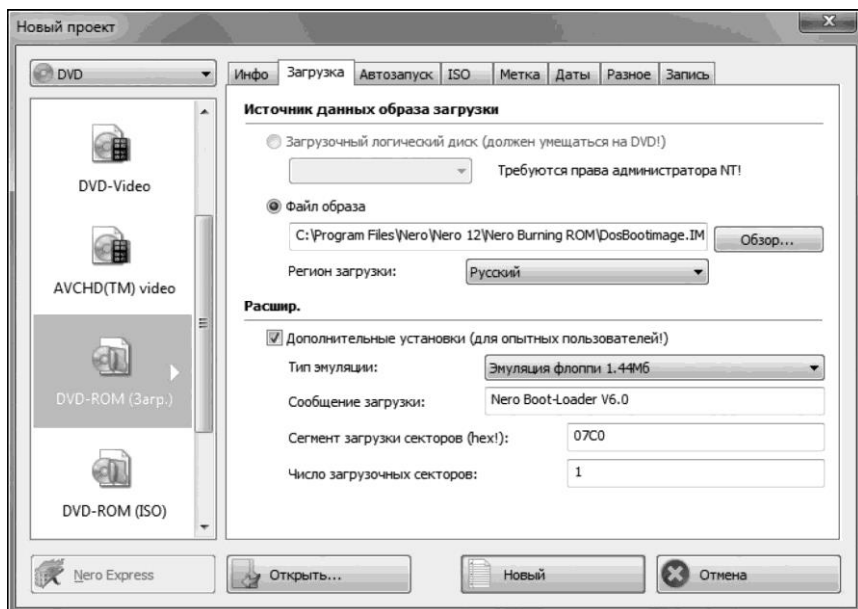 Новый проект
DVD
Инфо Загрузка Автозапуск ISO Метка Даты Разное Запись
DVD-Video
AVCHD(TM) video
DVD-ROM (Загр.)
DVD-ROM (ISO)
Источник данных образа загрузки
Загрузочный логический диск (должен умещаться на DVD!)
Требуются права администратора NT!
Файл образа
C:\Program Files\Nero\Nero 12\Nero Burning ROM\DosBootimage.IM
Обзор...
Регион загрузки: Русский
Расшир.
Дополнительные установки (для опытных пользователей!)
Тип эмуляции: Эмуляция флоппи 1.44Мб
Сообщение загрузки: Nero Boot-Loader V6.0
Сегмент загрузки секторов (hex!): 07C0
Число загрузочных секторов: 1
Nero Express
Открыть...
Новый
Отмена